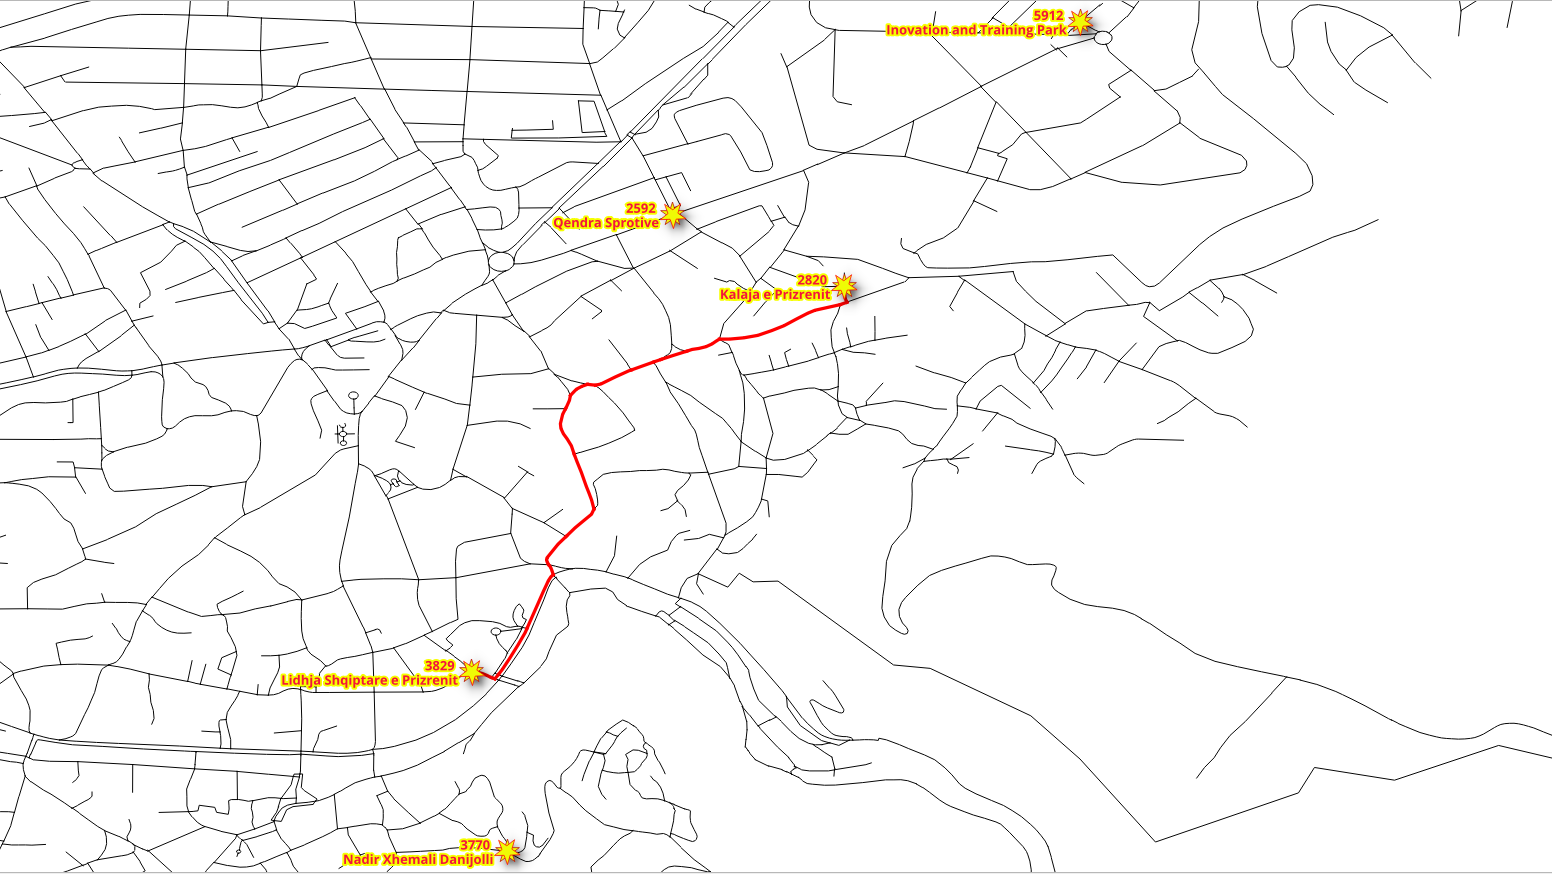 5912
Inovation and Training Park
2592
Qendra Sprotive
2820
Kalaja e Prizrenit
3829
Lidhja Shqiptare e Prizrenit
3770
Nadir Xhemali Danijolli